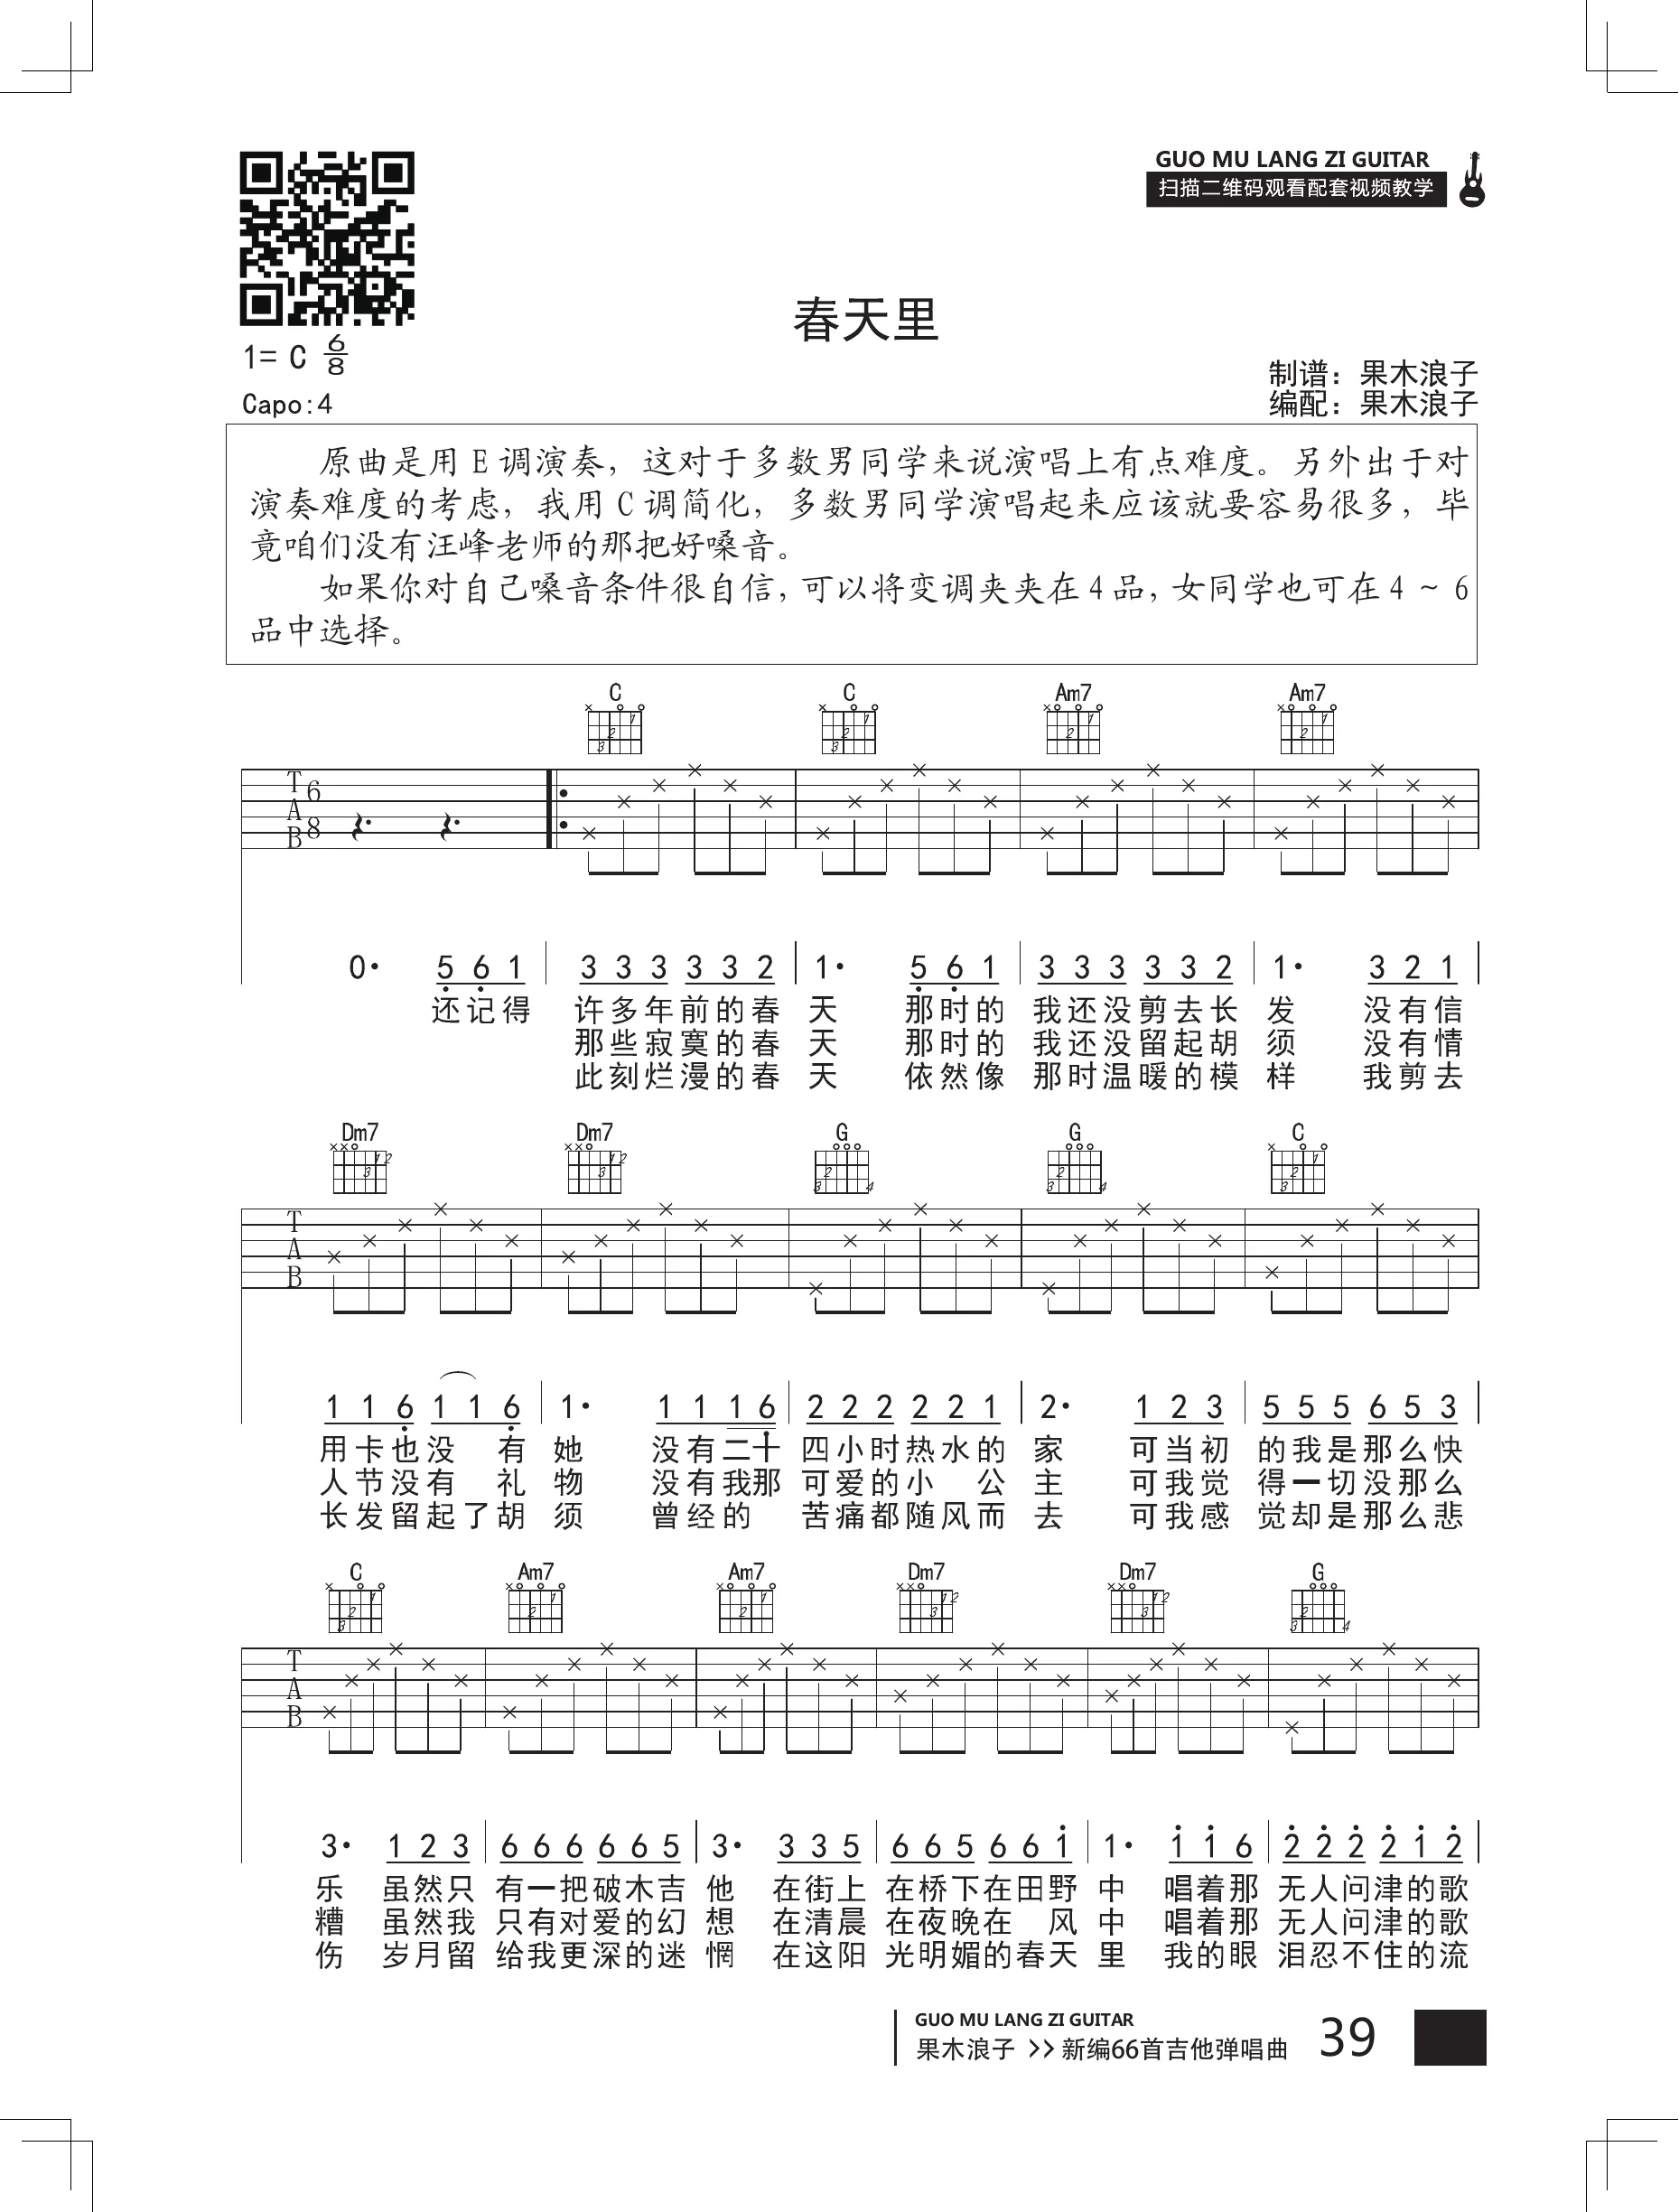 GUO MU LANG ZI GUITAR
扫描二维码观看配套视频教学
春天里
1= C 6/8
制谱：果木浪子
Capo:4
编配：果木浪子
原曲是用 E 调演奏，这对于多数男同学来说演唱上有点难度。另外出于对
演奏难度的考虑，我用 C 调简化，多数男同学演唱起来应该就要容易很多，毕
竟咱们没有汪峰老师的那把好嗓音。
如果你对自己嗓音条件很自信，可以将变调夹夹在 4 品，女同学也可在 4 ~ 6
品中选择。
C C Am7 Am7
T A B 6 8
0· 5 6 1 3 3 3 3 3 2 1· 5 6 1 3 3 3 3 3 2 1· 3 2 1
还记得 许多年前的春 天 那时的 我还没剪去长 发 没有信
那些寂寞的春 天 那时的 我还没留起胡 须 没有情
此刻烂漫的春 天 依然像 那时温暖的模 样 我剪去
Dm7 Dm7 G G C
T A B
1 1 6 1 1 6 1· 1 1 1 6 2 2 2 2 2 1 2· 1 2 3 5 5 5 6 5 3
用卡也没 有 她 没有二十 四小时热水的 家 可当初 的我是那么快
人节没有 礼 物 没有我那 可爱的小 公 主 可我觉 得一切没那么
长发留起了胡 须 曾经的 苦痛都随风而 去 可我感 觉却是那么悲
C Am7 Am7 Dm7 Dm7 G
T A B
3· 1 2 3 6 6 6 6 6 5 3· 3 3 5 6 6 5 6 6 1 1· 1 1 6 2 2 2 2 1 2
乐 虽然只 有一把破木吉 他 在街上 在桥下在田野 中 唱着那 无人问津的歌
糟 虽然我 只有对爱的幻 想 在清晨 在夜晚在 风 中 唱着那 无人问津的歌
伤 岁月留 给我更深的迷 惘 在这阳 光明媚的春天 里 我的眼 泪忍不住的流
GUO MU LANG ZI GUITAR
果木浪子 >> 新编66首吉他弹唱曲 39